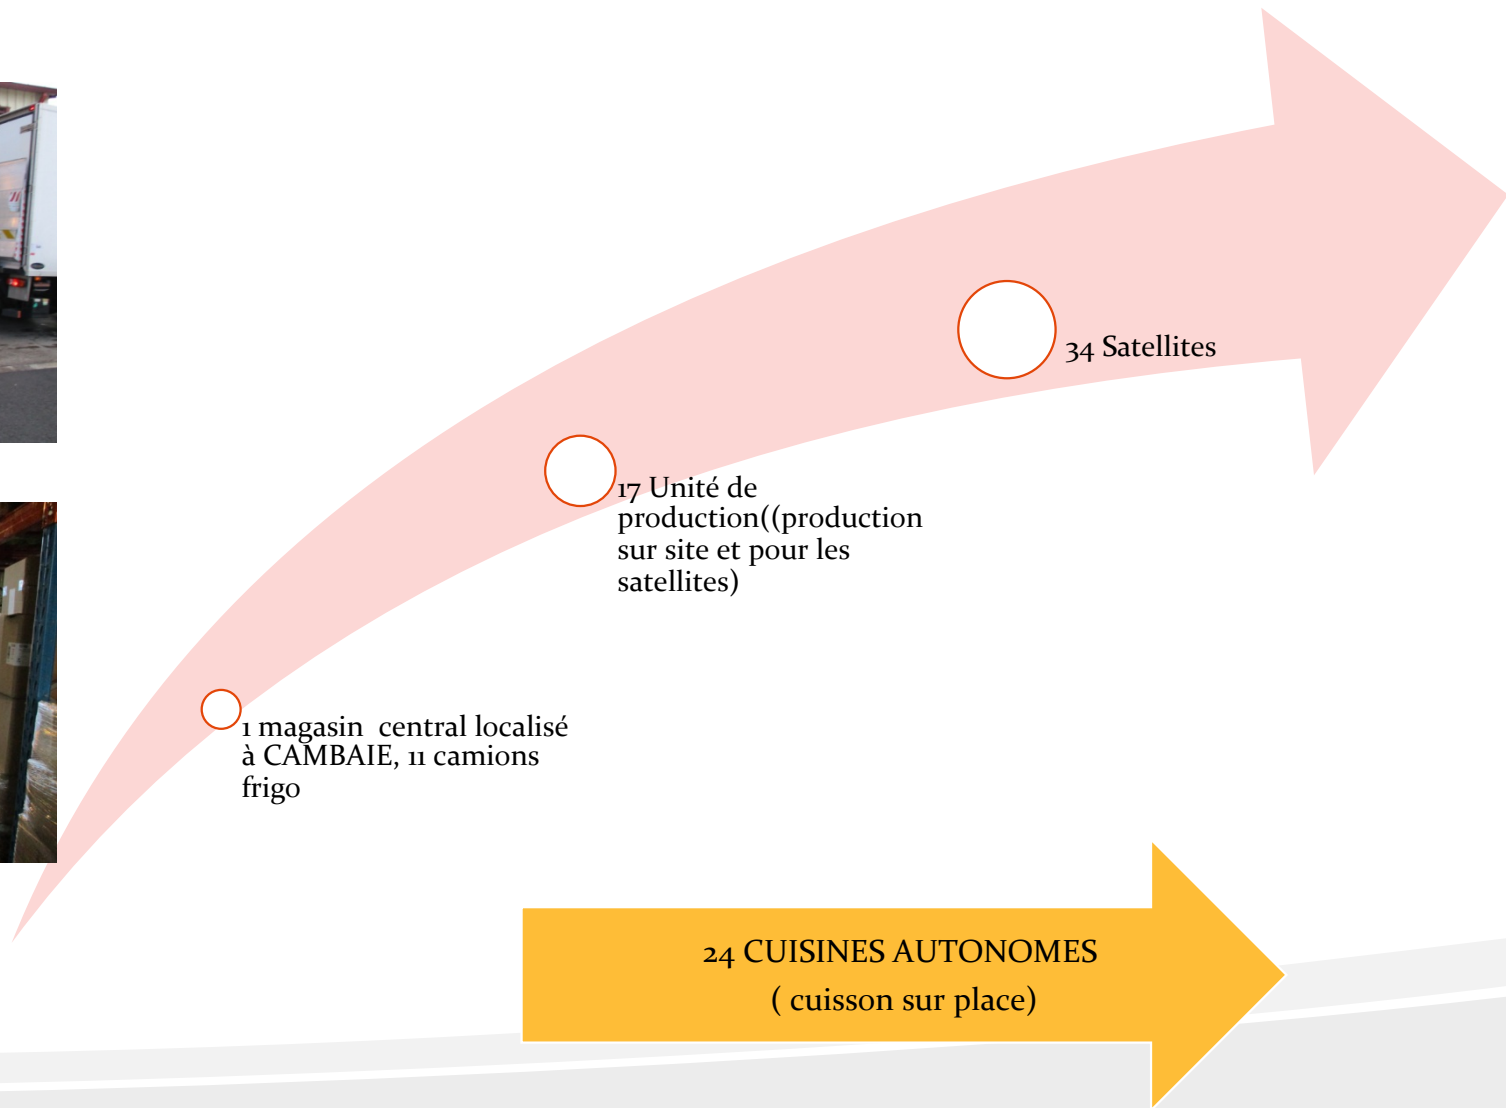 34 Satellites
17 Unité de
production((production
sur site et pour les
satellites)
1 magasin  central localisé
à CAMBAIE, 11 camions
frigo
24 CUISINES AUTONOMES
( cuisson sur place)